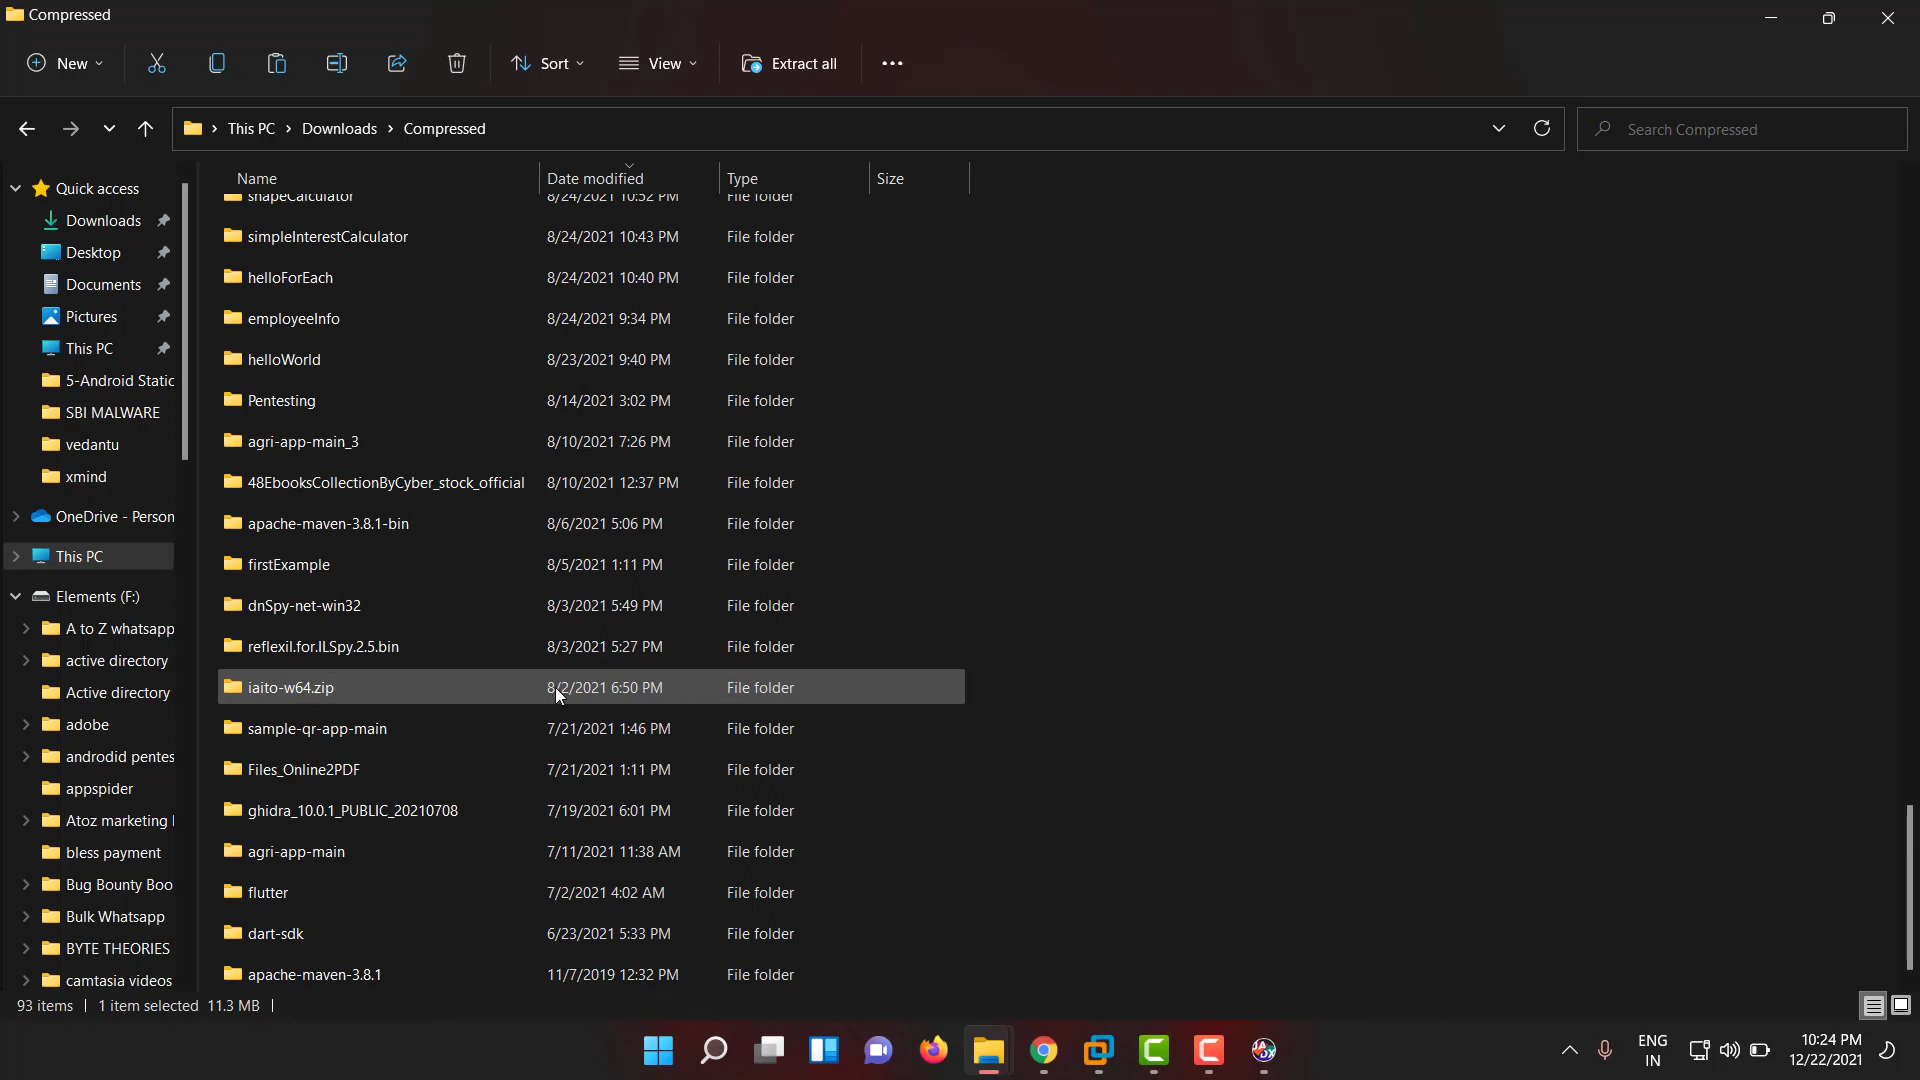 Compressed
New
Sort
View
Extract all
This PC
Downloads
Compressed
Search Compressed
Name
Date modified
Type
Size
Quick access
Downloads
Desktop
Documents
Pictures
This PC
5-Android Static
SBI MALWARE
vedantu
xmind
OneDrive - Person
This PC
Elements (F:)
A to Z whatsapp
active directory
Active directory
adobe
androdid pentes
appspider
Atoz marketing
bless payment
Bug Bounty Boo
Bulk Whatsapp
BYTE THEORIES
camtasia videos
shapeCalculator 8/24/2021 10:52 PM File folder
simpleInterestCalculator 8/24/2021 10:43 PM File folder
helloForEach 8/24/2021 10:40 PM File folder
employeeInfo 8/24/2021 9:34 PM File folder
helloWorld 8/23/2021 9:40 PM File folder
Pentesting 8/14/2021 3:02 PM File folder
agri-app-main_3 8/10/2021 7:26 PM File folder
48EbooksCollectionByCyber_stock_official 8/10/2021 12:37 PM File folder
apache-maven-3.8.1-bin 8/6/2021 5:06 PM File folder
firstExample 8/5/2021 1:11 PM File folder
dnSpy-net-win32 8/3/2021 5:49 PM File folder
reflexil.for.ILSpy.2.5.bin 8/3/2021 5:27 PM File folder
iaito-w64.zip 8/2/2021 6:50 PM File folder
sample-qr-app-main 7/21/2021 1:46 PM File folder
Files_Online2PDF 7/21/2021 1:11 PM File folder
ghidra_10.0.1_PUBLIC_20210708 7/19/2021 6:01 PM File folder
agri-app-main 7/11/2021 11:38 AM File folder
flutter 7/2/2021 4:02 AM File folder
dart-sdk 6/23/2021 5:33 PM File folder
apache-maven-3.8.1 11/7/2019 12:32 PM File folder
93 items
1 item selected 11.3 MB
ENG
IN
10:24 PM
12/22/2021